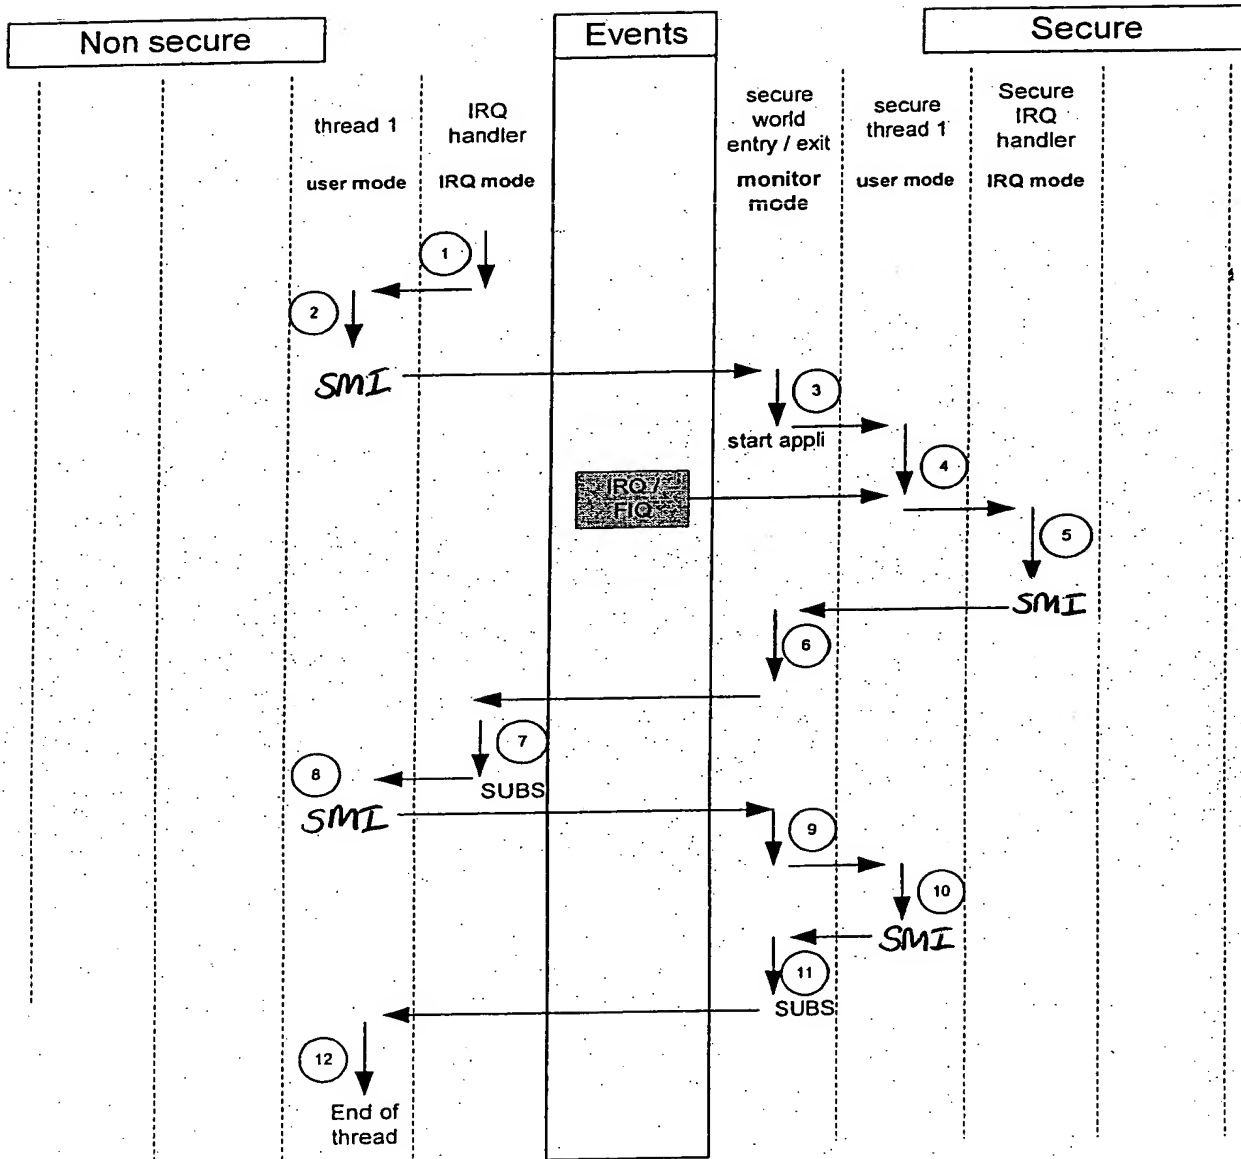 Non secure
Events
Secure
thread 1
user mode
IRQ
handler
IRQ mode
secure
world
entry / exit
monitor
mode
secure
thread 1
user mode
Secure
IRQ
handler
IRQ mode
1
2
SMI
3
start appli
4
IRQ /
FIQ
5
SMI
6
7
8
SUBS
SMI
9
10
SMI
11
SUBS
12
End of
thread